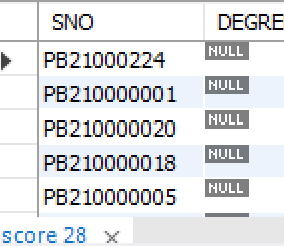 SNO DEGRE
PB21000224 NULL
PB210000001 NULL
PB210000020 NULL
PB210000018 NULL
PB210000005 NULL
score 28 ×